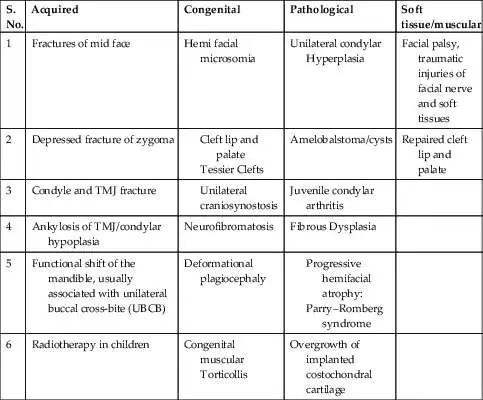 S. No. Acquired Congenital Pathological Soft tissue/muscular
1 Fractures of mid face Hemi facial microsomia Unilateral condylar Hyperplasia Facial palsy, traumatic injuries of facial nerve and soft tissues
2 Depressed fracture of zygoma Cleft lip and palate Tessier Clefts Amelobalstoma/cysts Repaired cleft lip and palate
3 Condyle and TMJ fracture Unilateral craniosynostosis Juvenile condylar arthritis
4 Ankylosis of TMJ/condylar hypoplasia Neurofibromatosis Fibrous Dysplasia
5 Functional shift of the mandible, usually associated with unilateral buccal cross-bite (UBCB) Deformational plagiocephaly Progressive hemifacial atrophy: Parry–Romberg syndrome
6 Radiotherapy in children Congenital muscular Torticollis Overgrowth of implanted costochondral cartilage